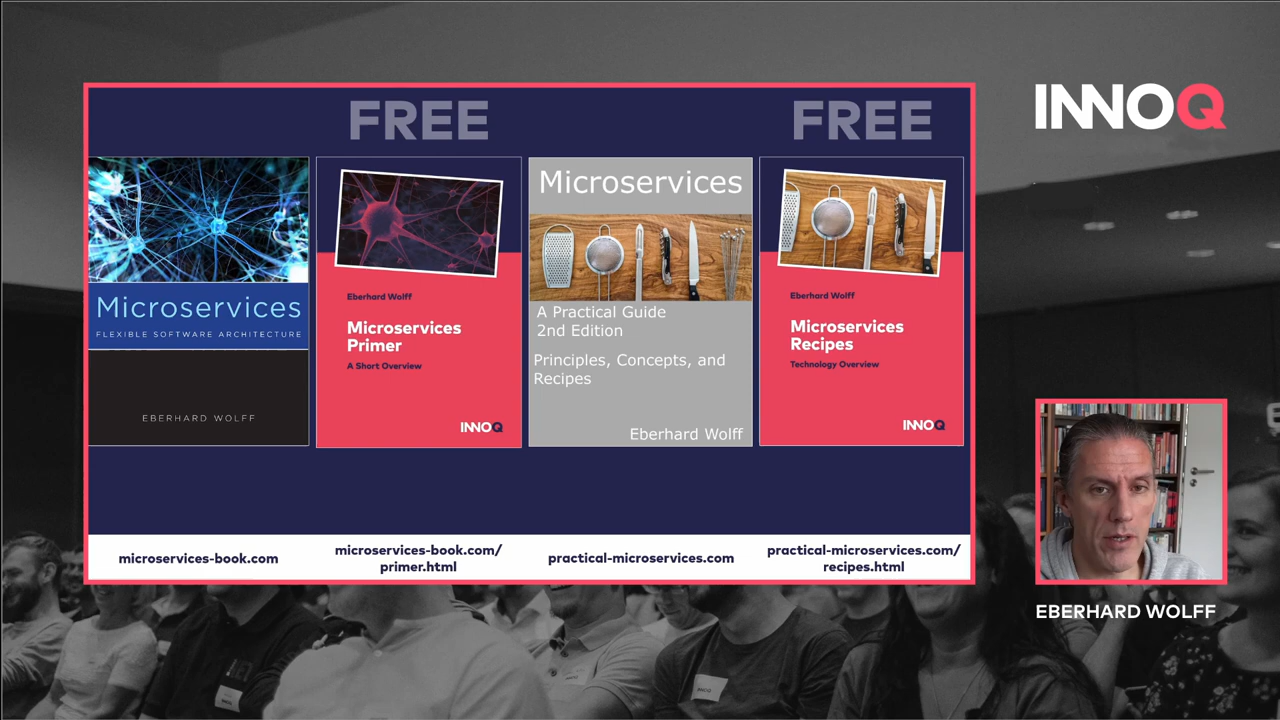 FREE
FREE
INNOQ
Microservices
FLEXIBLE SOFTWARE ARCHITECTURE
EBERHARD WOLFF
Eberhard Wolff
Microservices
Primer
A Short Overview
INNOQ
Microservices
A Practical Guide
2nd Edition
Principles, Concepts, and
Recipes
Eberhard Wolff
Eberhard Wolff
Microservices
Recipes
Technology Overview
INNOQ
microservices-book.com
microservices-book.com/
primer.html
practical-microservices.com
practical-microservices.com/
recipes.html
EBERHARD WOLFF
INNOQ